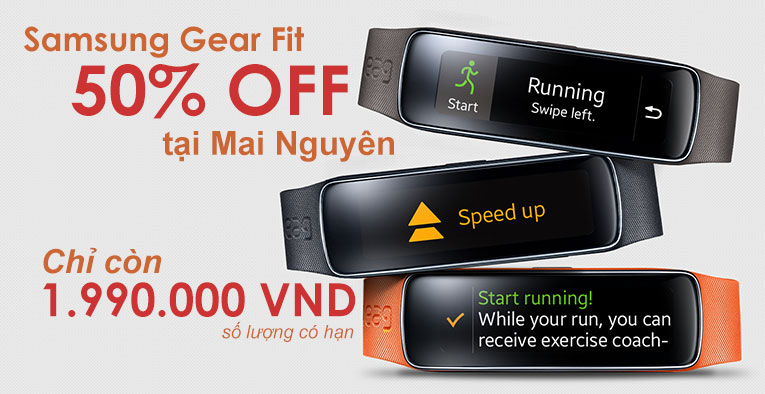 Samsung Gear Fit
50% OFF
tại Mai Nguyên
Chỉ còn
1.990.000 VND
số lượng có hạn
Start
Running
Swipe left.
Speed up
Start running!
While your run, you can
receive exercise coach-